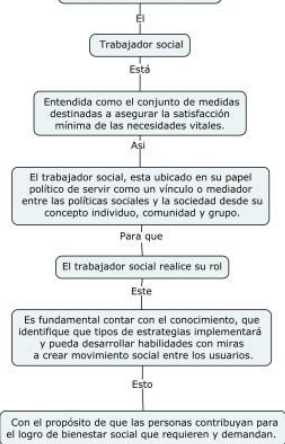 El
Trabajador social
Está
Entendida como el conjunto de medidas
destinadas a asegurar la satisfacción
mínima de las necesidades vitales.
Asi
El trabajador social, esta ubicado en su papel
político de servir como un vínculo o mediador
entre las políticas sociales y la sociedad desde su
concepto individuo, comunidad y grupo.
Para que
El trabajador social realice su rol
Este
Es fundamental contar con el conocimiento, que
identifique que tipos de estrategias implementará
y pueda desarrollar habilidades con miras
a crear movimiento social entre los usuarios.
Esto
Con el propósito de que las personas contribuyan para
el logro de bienestar social que requieren y demandan.